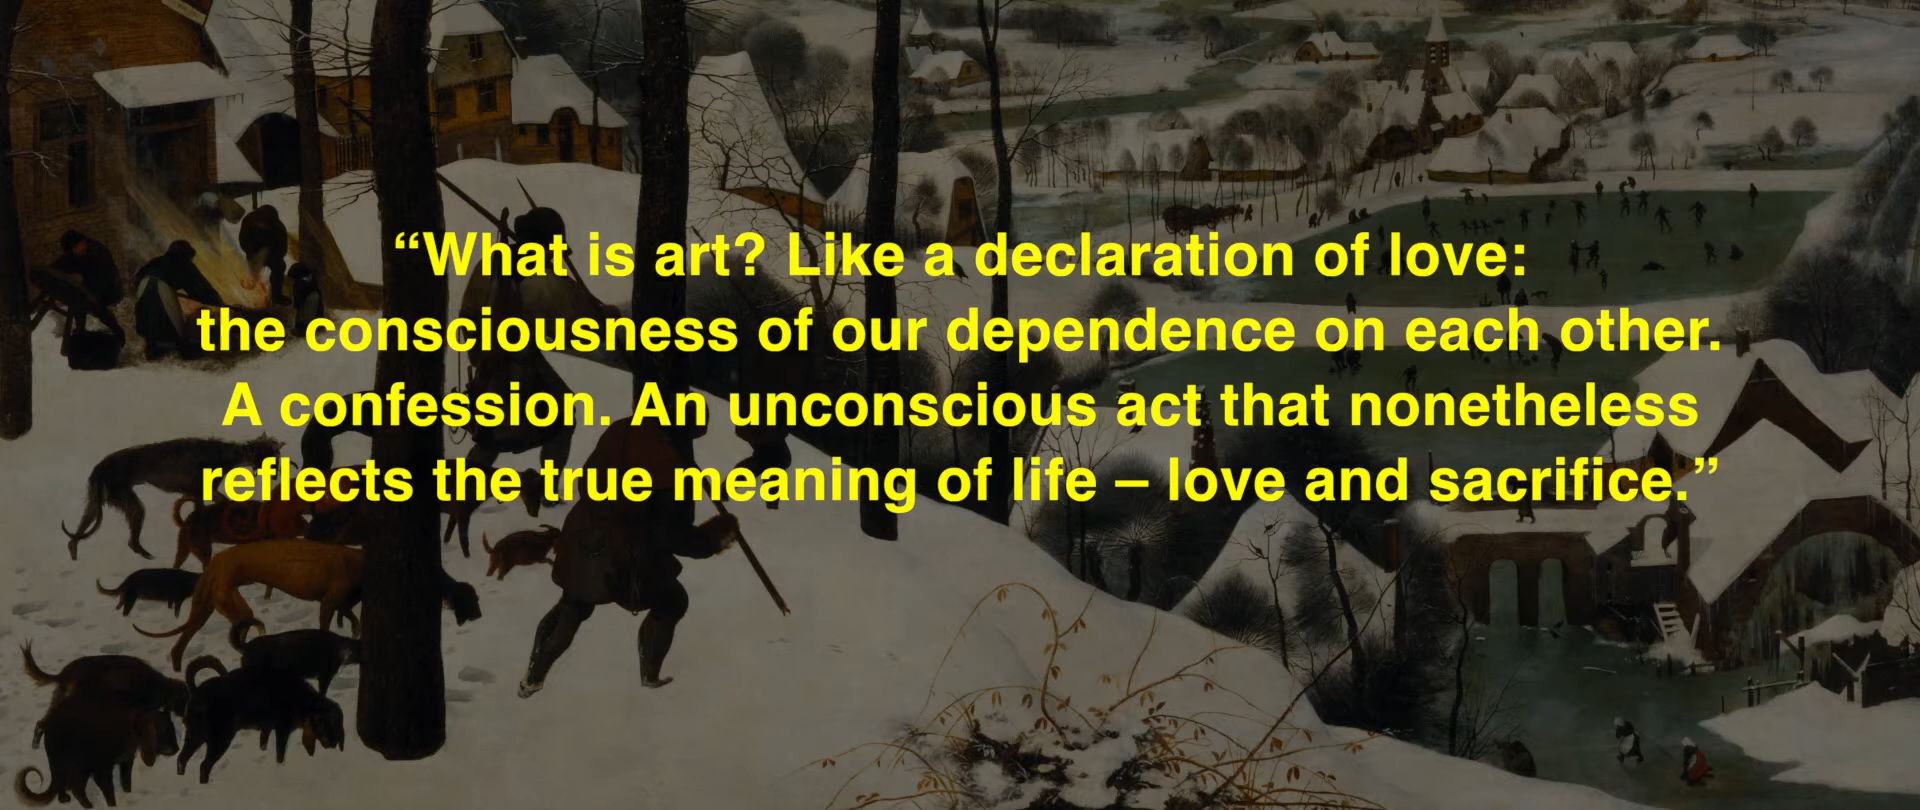 “What is art? Like a declaration of love:
the consciousness of our dependence on each other.
A confession. An unconscious act that nonetheless
reflects the true meaning of life – love and sacrifice.”